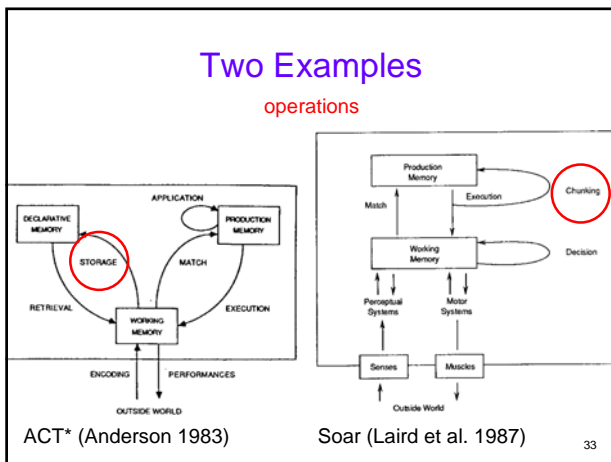 Two Examples
operations
APPLICATION
DECLARATIVE
MEMORY
PRODUCTION
MEMORY
STORAGE
MATCH
RETRIEVAL
EXECUTION
WORKING
MEMORY
ENCODING
PERFORMANCES
OUTSIDE WORLD
ACT* (Anderson 1983)
Production
Memory
Chunking
Execution
Match
Working
Memory
Decision
Perceptual
Systems
Motor
Systems
Senses
Muscles
Outside World
Soar (Laird et al. 1987)
33